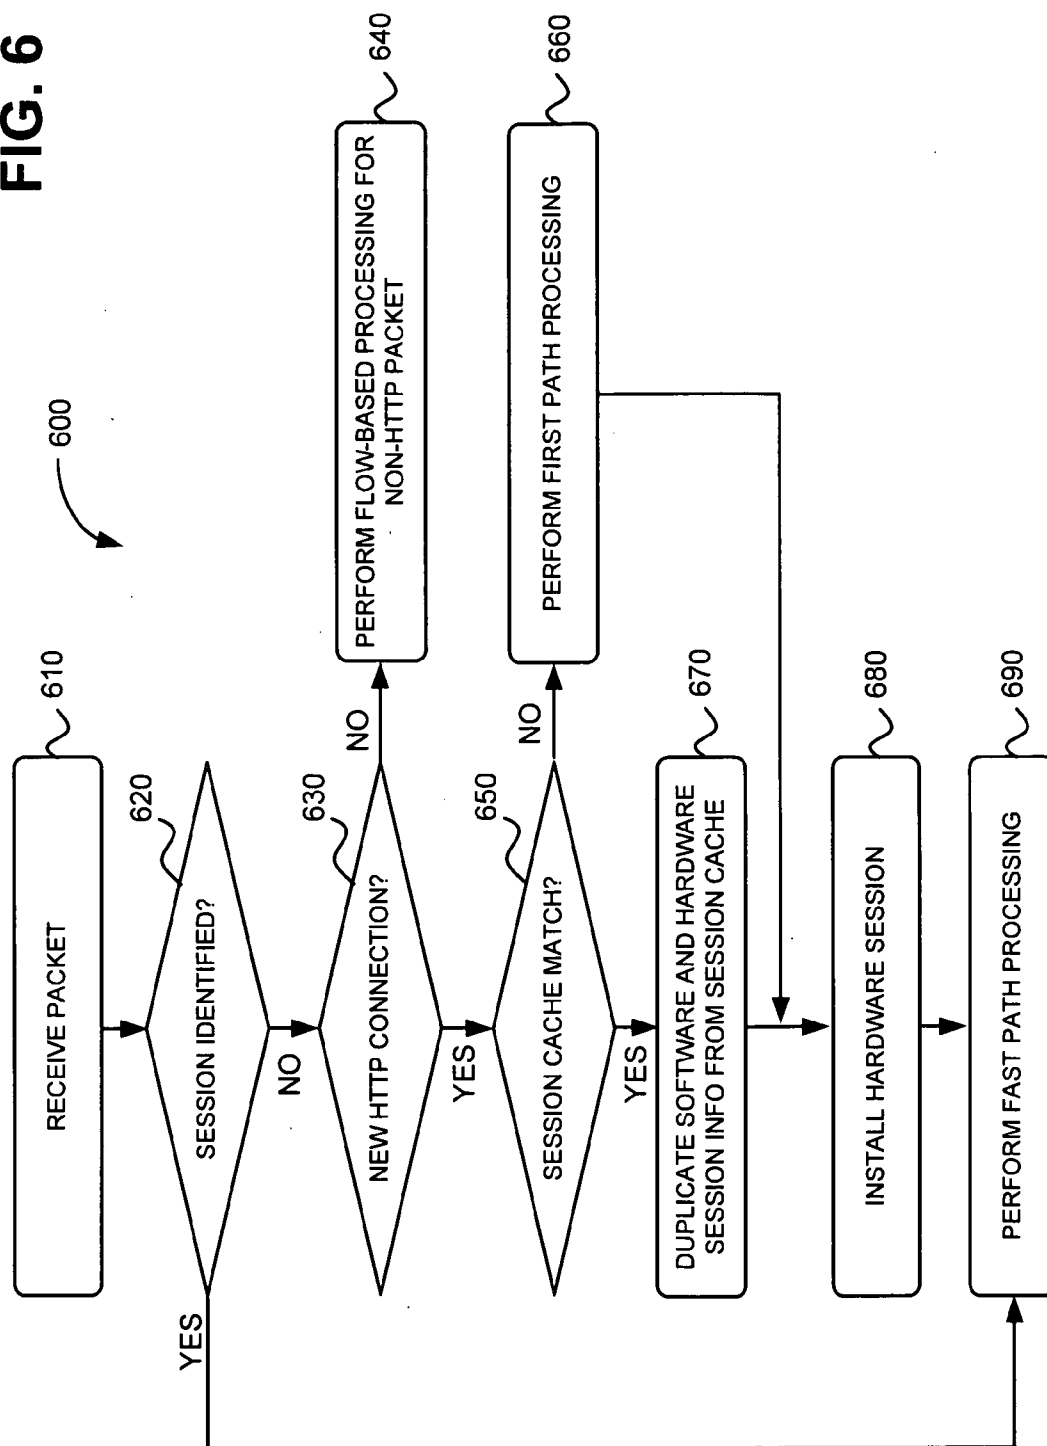 FIG. 6
600
RECEIVE PACKET
610
SESSION IDENTIFIED?
620
YES
NO
NEW HTTP CONNECTION?
630
NO
PERFORM FLOW-BASED PROCESSING FOR
NON-HTTP PACKET
640
YES
SESSION CACHE MATCH?
650
NO
PERFORM FIRST PATH PROCESSING
660
YES
DUPLICATE SOFTWARE AND HARDWARE
SESSION INFO FROM SESSION CACHE
670
INSTALL HARDWARE SESSION
680
PERFORM FAST PATH PROCESSING
690